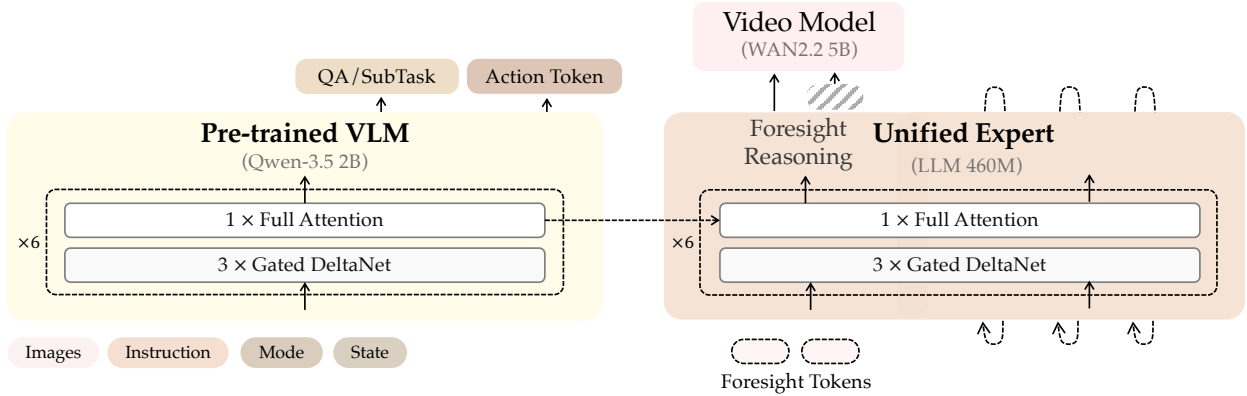 Video Model
(WAN2.2 5B)
QA/SubTask
Action Token
Pre-trained VLM
(Qwen-3.5 2B)
1 × Full Attention
×6
3 × Gated DeltaNet
Images
Instruction
Mode
State
Foresight
Reasoning
Unified Expert
(LLM 460M)
1 × Full Attention
×6
3 × Gated DeltaNet
Foresight Tokens